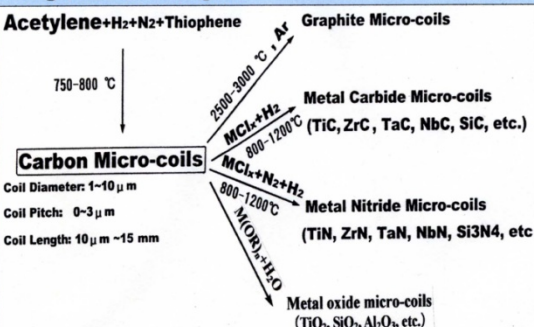 Acetylene+H2+N2+Thiophene
750-800 ℃
Carbon Micro-coils
Coil Diameter: 1~10μm
Coil Pitch: 0~3μm
Coil Length: 10μm ~15 mm
2500-3000 ℃, Ar
Graphite Micro-coils
MClx+H2
800-1200℃
Metal Carbide Micro-coils
(TiC, ZrC, TaC, NbC, SiC, etc.)
MClx+N2+H2
800-1200℃
Metal Nitride Micro-coils
(TiN, ZrN, TaN, NbN, Si3N4, etc
M(OR)n+H2O
Metal oxide micro-coils
(TiO2, SiO2, Al2O3, etc.)